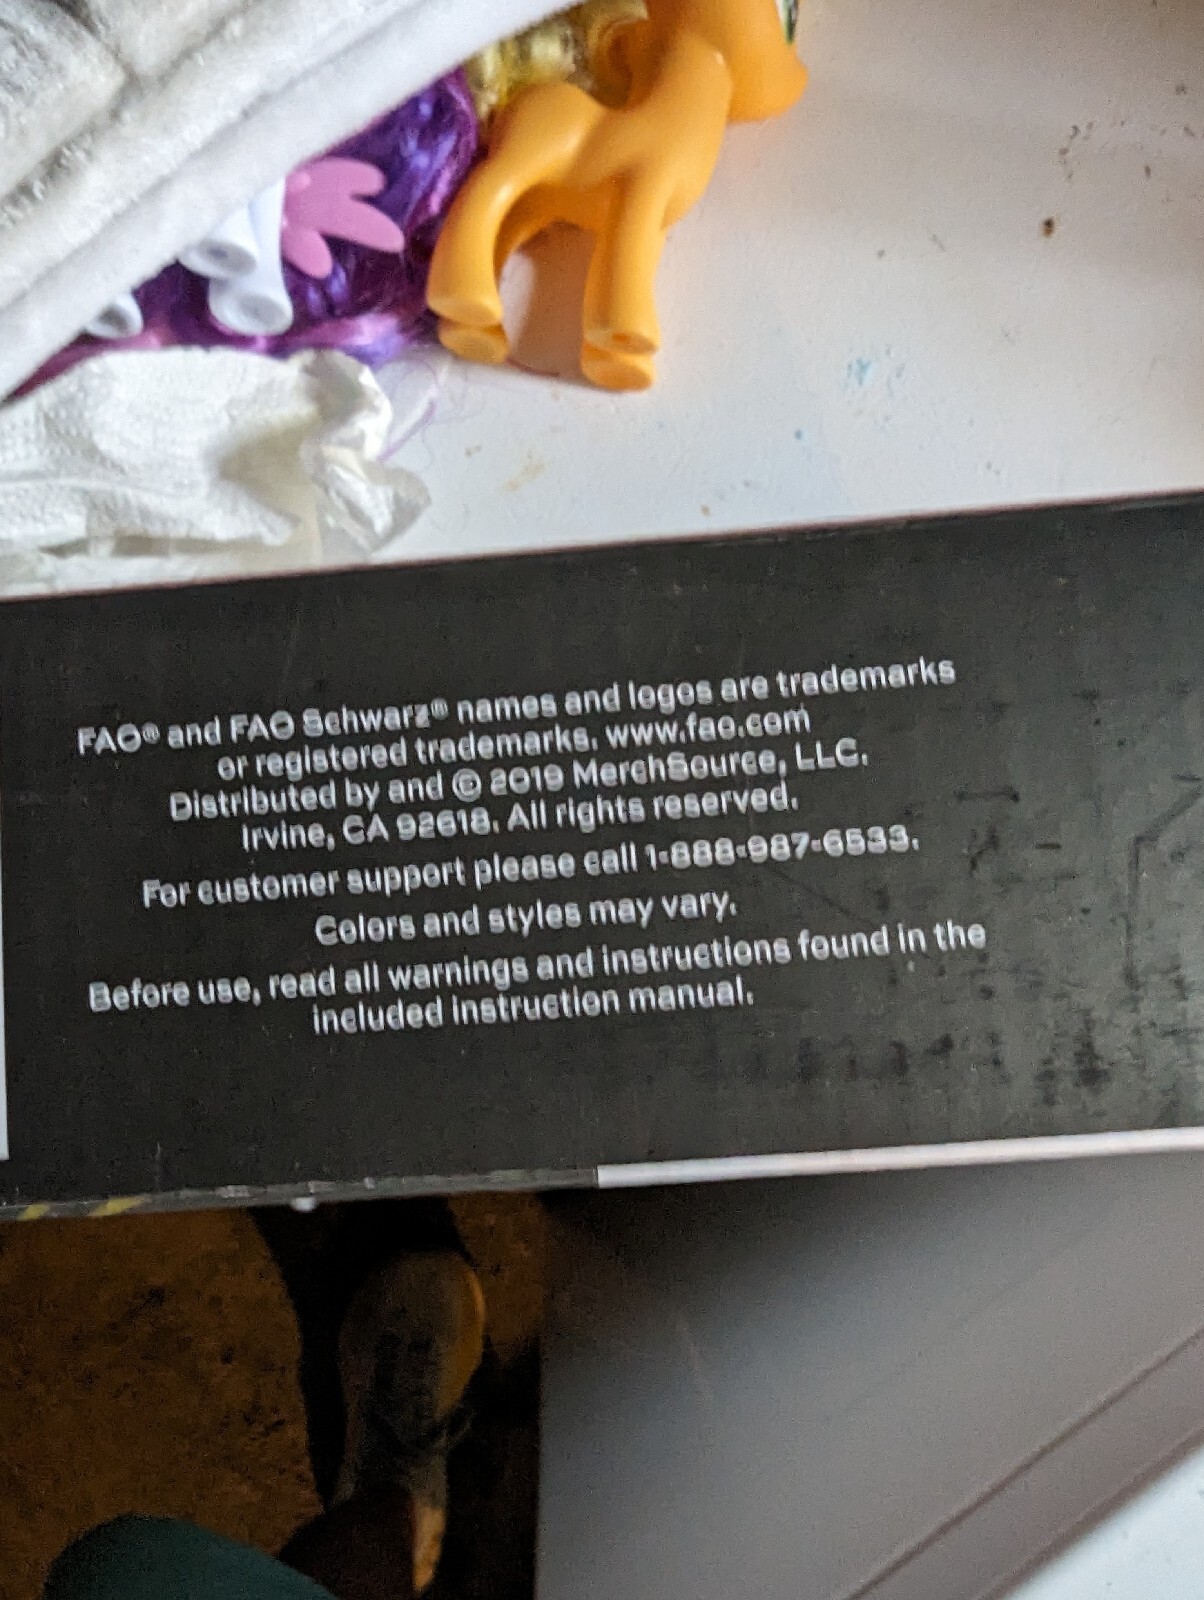 FAO® and FAO Schwarz® names and logos are trademarks
or registered trademarks. www.fao.com
Distributed by and © 2019 MerchSource, LLC.
Irvine, CA 92618. All rights reserved.
For customer support please call 1-888-987-6533.
Colors and styles may vary.
Before use, read all warnings and instructions found in the
included instruction manual.